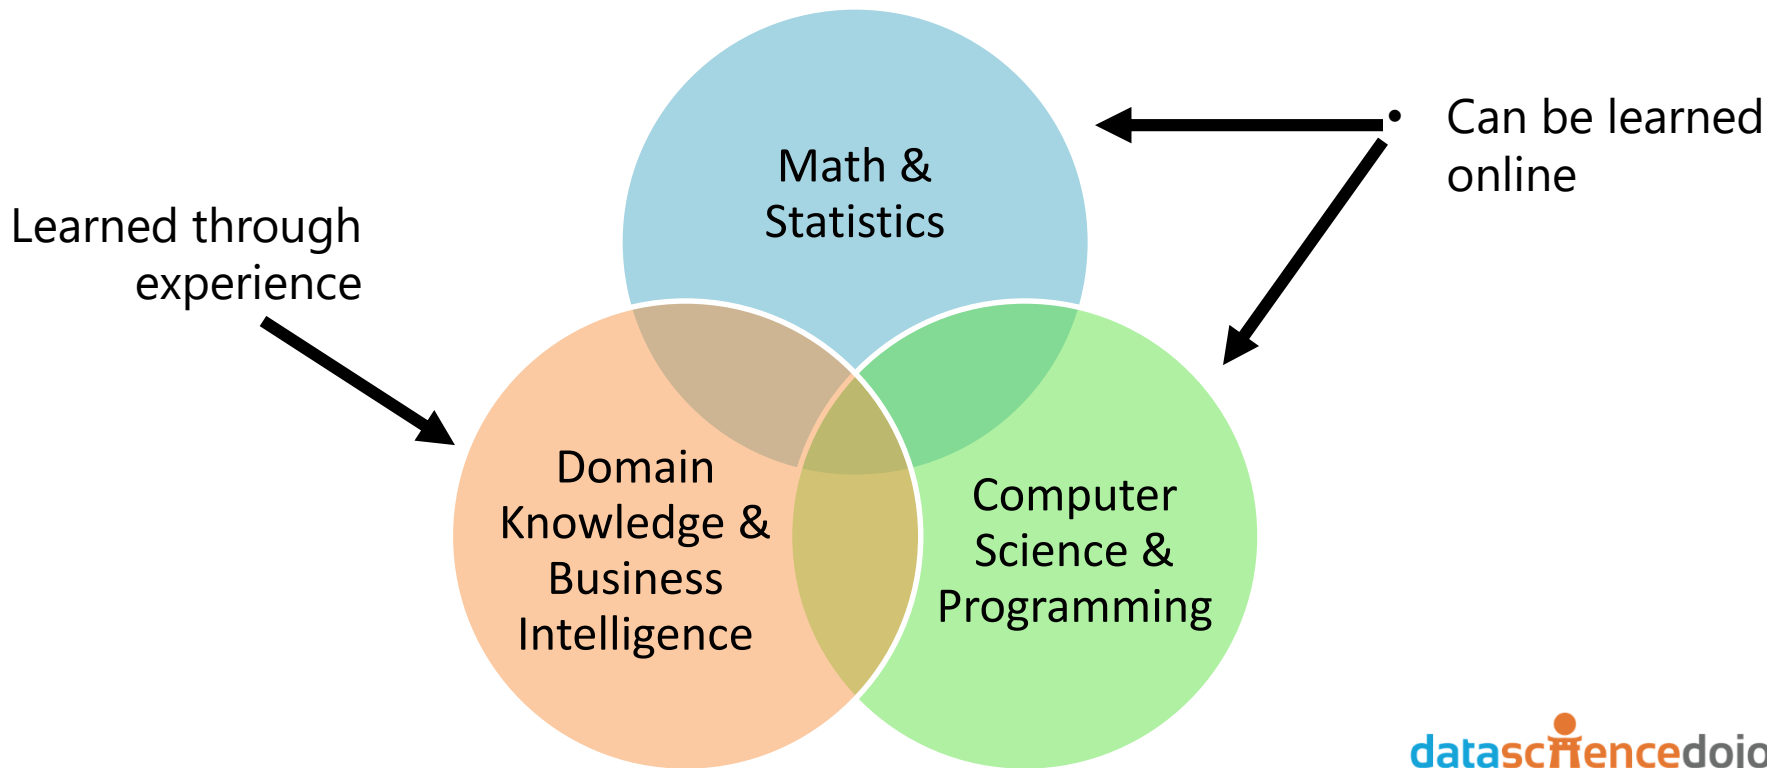 Math &
Statistics
• Can be learned
online
Learned through
experience
Domain
Knowledge &
Business
Intelligence
Computer
Science &
Programming
datasciencedojo